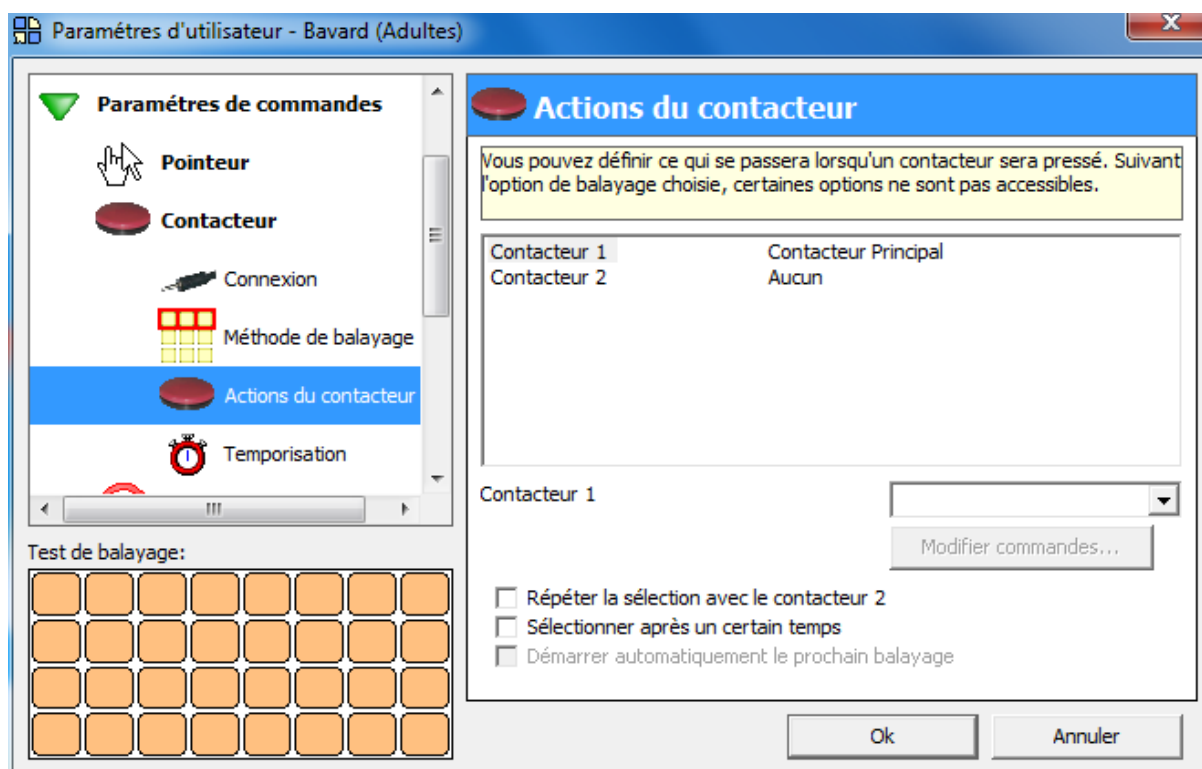 Paramétres d'utilisateur - Bavard (Adultes)
Paramétres de commandes
Pointeur
Contacteur
Connexion
Méthode de balayage
Actions du contacteur
Temporisation
Test de balayage:
Actions du contacteur
Vous pouvez définir ce qui se passera lorsqu'un contacteur sera pressé. Suivant
l'option de balayage choisie, certaines options ne sont pas accessibles.
Contacteur 1 Contacteur Principal
Contacteur 2 Aucun
Contacteur 1
Modifier commandes...
Répéter la sélection avec le contacteur 2
Sélectionner après un certain temps
Démarrer automatiquement le prochain balayage
Ok Annuler